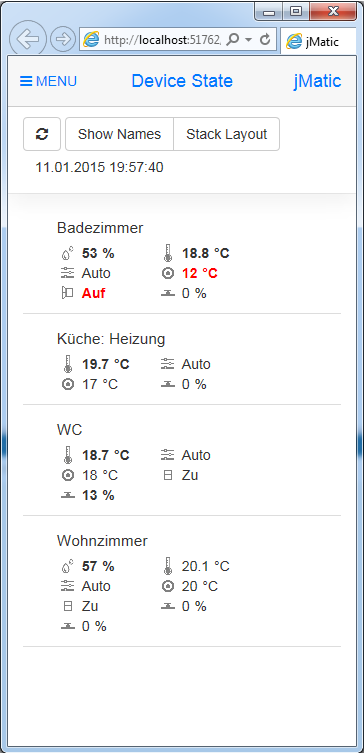 http://localhost:51762,
jMatic
MENU
Device State
jMatic
Show Names
Stack Layout
11.01.2015 19:57:40
Badezimmer
53 % 18.8 °C
Auto 12 °C
Auf 0 %
Küche: Heizung
19.7 °C Auto
17 °C 0 %
WC
18.7 °C Auto
18 °C Zu
13 %
Wohnzimmer
57 % 20.1 °C
Auto 20 °C
Zu 0 %
0 %